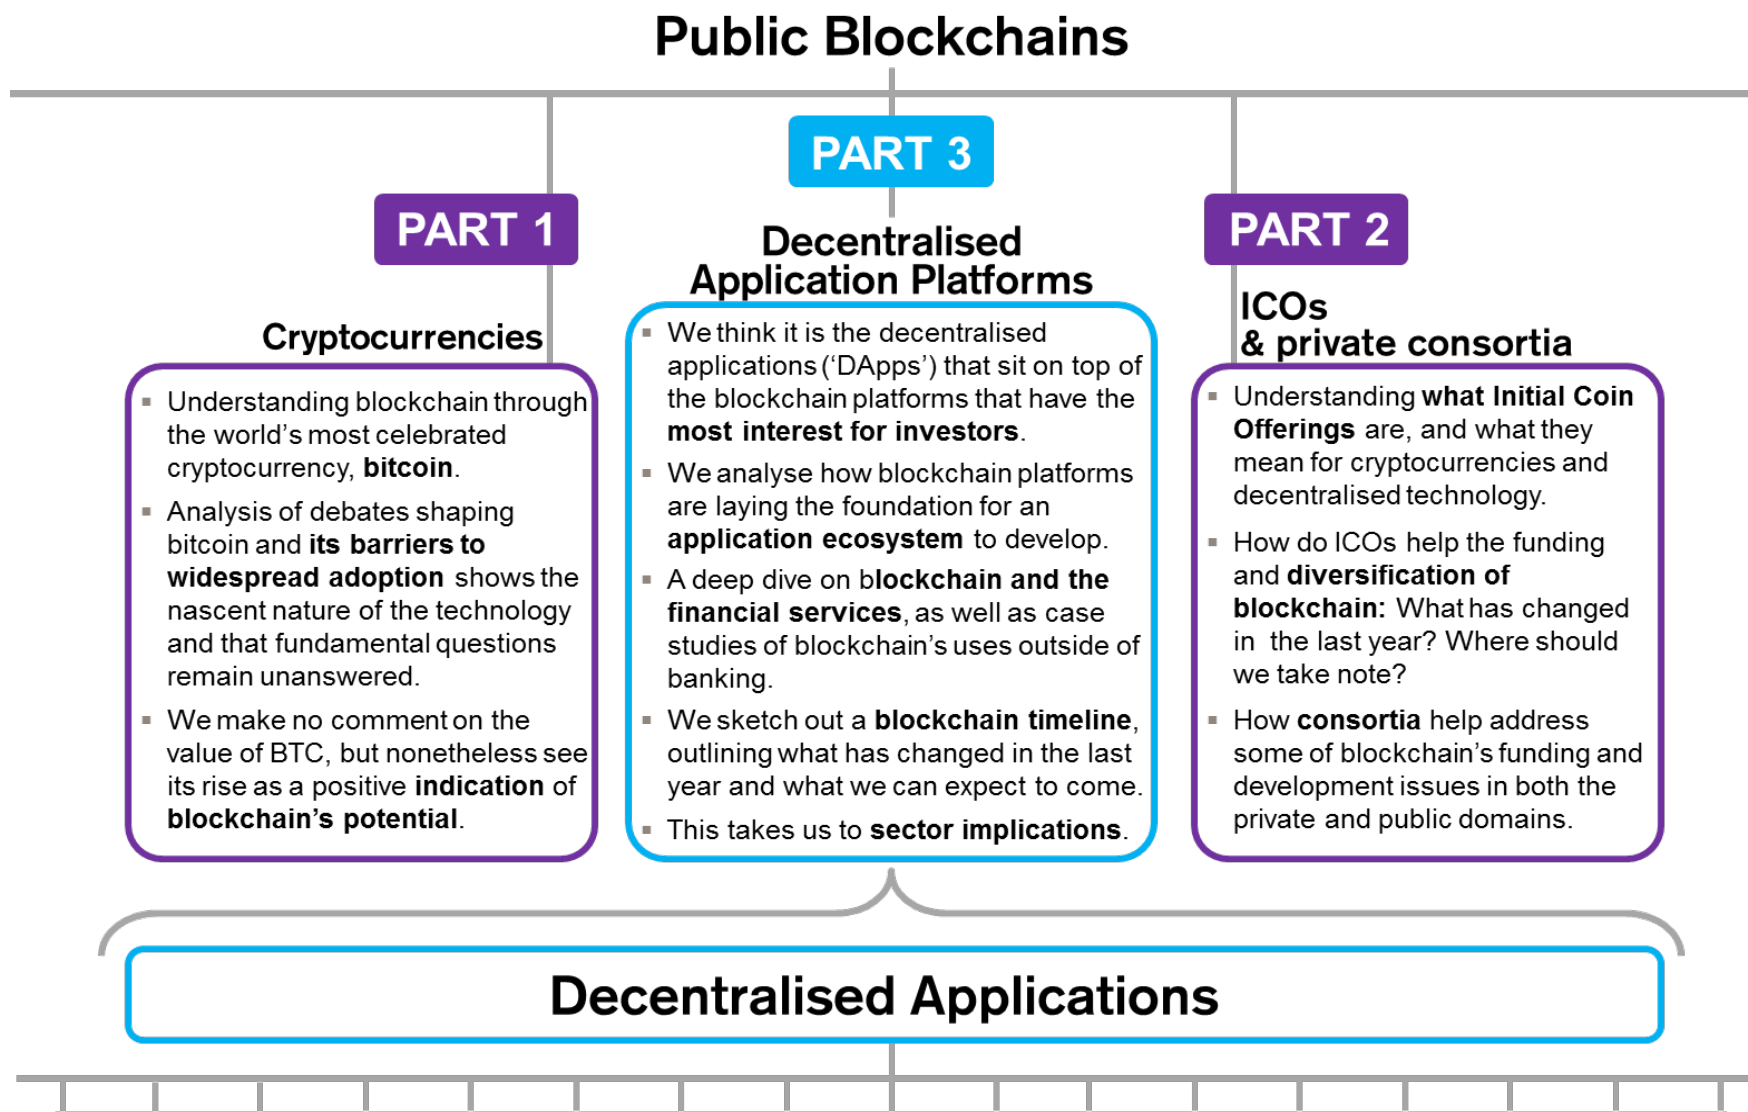 Public Blockchains
PART 1
Cryptocurrencies
▪ Understanding blockchain through
the world's most celebrated
cryptocurrency, bitcoin.
▪ Analysis of debates shaping
bitcoin and its barriers to
widespread adoption shows the
nascent nature of the technology
and that fundamental questions
remain unanswered.
▪ We make no comment on the
value of BTC, but nonetheless see
its rise as a positive indication of
blockchain's potential.
PART 3
Decentralised
Application Platforms
▪ We think it is the decentralised
applications (‘DApps’) that sit on top of
the blockchain platforms that have the
most interest for investors.
▪ We analyse how blockchain platforms
are laying the foundation for an
application ecosystem to develop.
▪ A deep dive on blockchain and the
financial services, as well as case
studies of blockchain's uses outside of
banking.
▪ We sketch out a blockchain timeline,
outlining what has changed in the last
year and what we can expect to come.
▪ This takes us to sector implications.
PART 2
ICOs
& private consortia
▪ Understanding what Initial Coin
Offerings are, and what they
mean for cryptocurrencies and
decentralised technology.
▪ How do ICOs help the funding
and diversification of
blockchain: What has changed
in the last year? Where should
we take note?
▪ How consortia help address
some of blockchain's funding and
development issues in both the
private and public domains.
Decentralised Applications